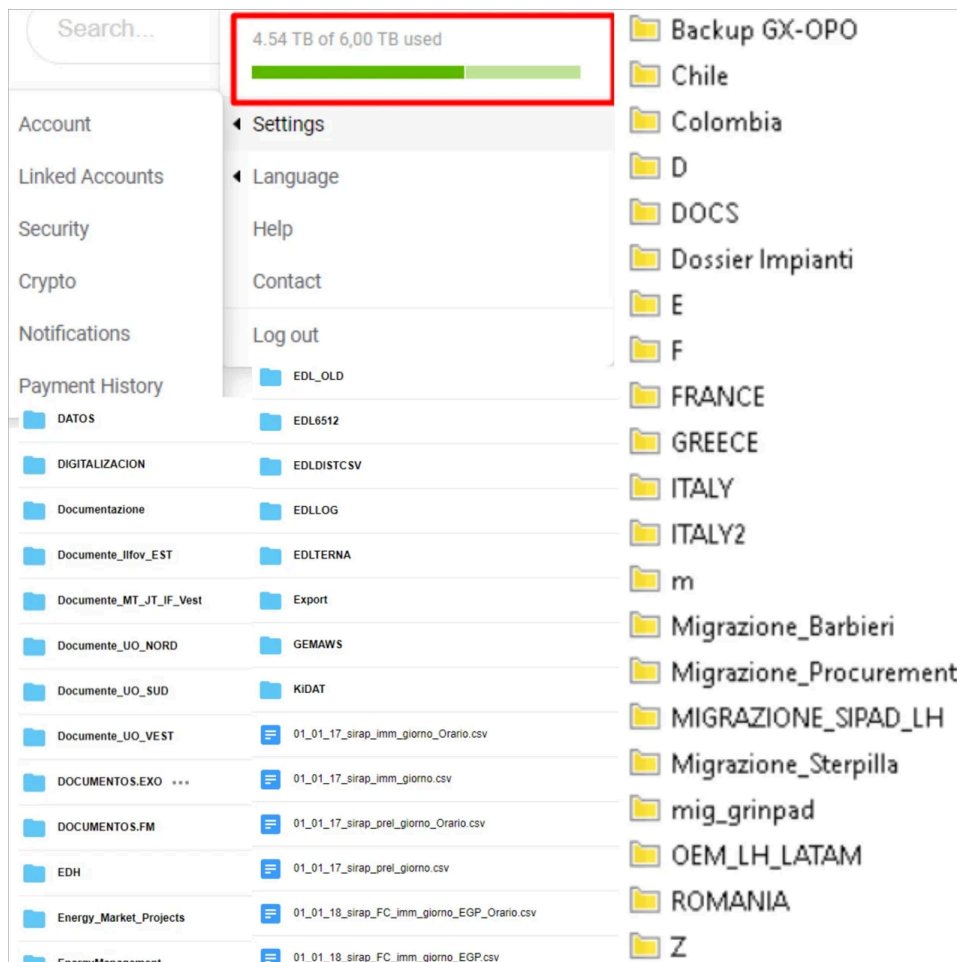 Search...
4.54 TB of 6,00 TB used
Account
Linked Accounts
Security
Crypto
Notifications
Payment History
Settings
Language
Help
Contact
Log out
DATOS
DIGITALIZACION
Documentazione
Documente_Ilfov_EST
Documente_MT_JT_IF_Vest
Documente_UO_NORD
Documente_UO_SUD
Documente_UO_VEST
DOCUMENTOS.EXO
DOCUMENTOS.FM
EDH
Energy_Market_Projects
EnergyManagement
EDL_OLD
EDL6512
EDLDISTCSV
EDLLOG
EDLTERNA
Export
GEMAWS
KiDAT
01_01_17_sirap_imm_giorno_Orario.csv
01_01_17_sirap_imm_giorno.csv
01_01_17_sirap_prel_giorno_Orario.csv
01_01_17_sirap_prel_giorno.csv
01_01_18_sirap_FC_imm_giorno_EGP_Orario.csv
01_01_18_sirap_FC_imm_giorno_EGP.csv
Backup GX-OPO
Chile
Colombia
D
DOCS
Dossier Impianti
E
F
FRANCE
GREECE
ITALY
ITALY2
m
Migrazione_Barbieri
Migrazione_Procurement
MIGRAZIONE_SIPAD_LH
Migrazione_Sterpilla
mig_grinpad
OEM_LH_LATAM
ROMANIA
Z